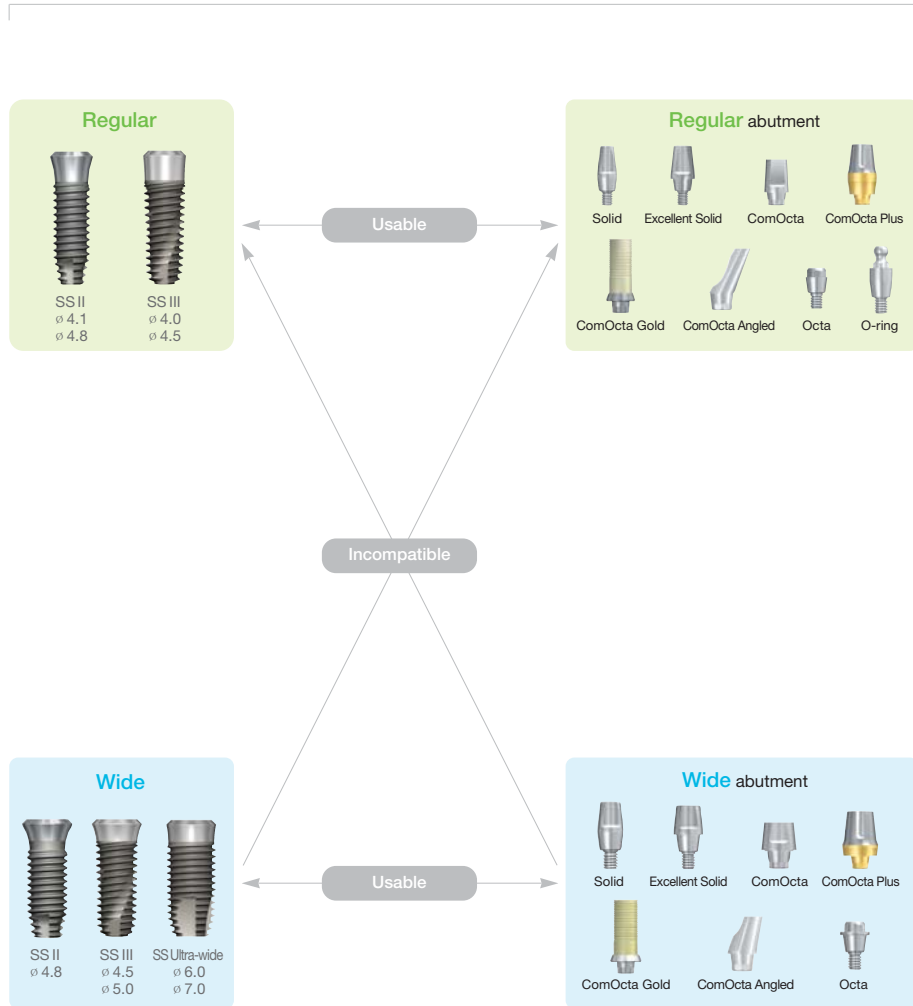 Regular
SS II
ø 4.1
ø 4.8
SS III
ø 4.0
ø 4.5
Usable
Regular abutment
Solid
Excellent Solid
ComOcta
ComOcta Plus
ComOcta Gold
ComOcta Angled
Octa
O-ring
Incompatible
Wide
SS II
ø 4.8
SS III
ø 4.5
ø 5.0
SS Ultra-wide
ø 6.0
ø 7.0
Usable
Wide abutment
Solid
Excellent Solid
ComOcta
ComOcta Plus
ComOcta Gold
ComOcta Angled
Octa